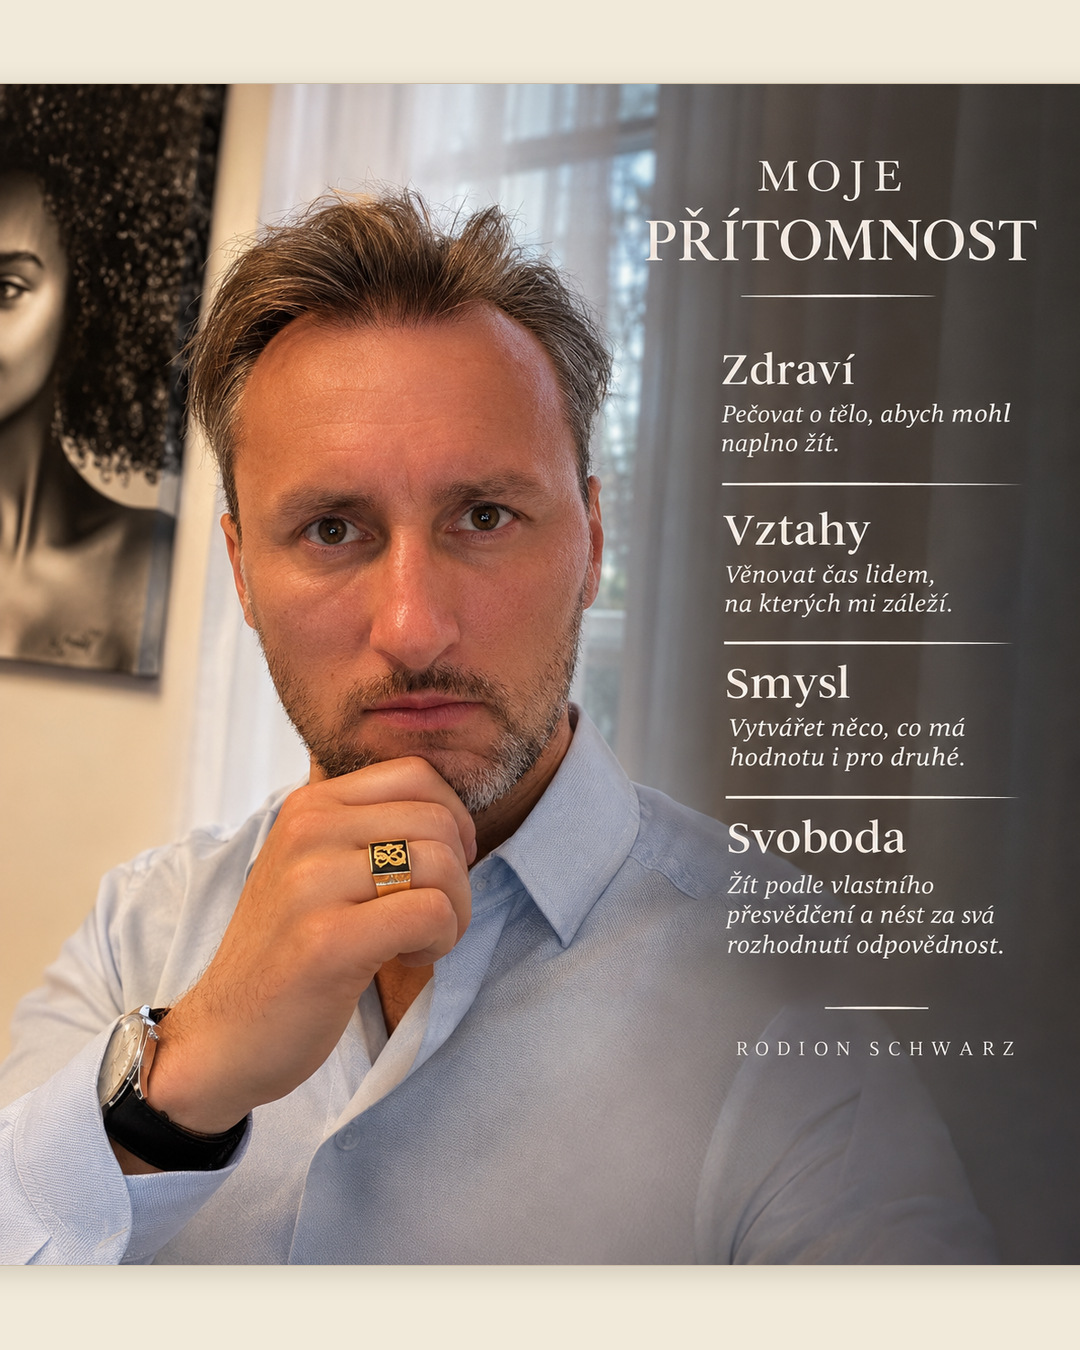 MOJE
PŘÍTOMNOST
Zdraví
Pečovat o tělo, abych mohl
naplno žít.
Vztahy
Věnovat čas lidem,
na kterých mi záleží.
Smysl
Vytvářet něco, co má
hodnotu i pro druhé.
Svoboda
Žít podle vlastního
přesvědčení a nést za svá
rozhodnutí odpovědnost.
RODION SCHWARZ